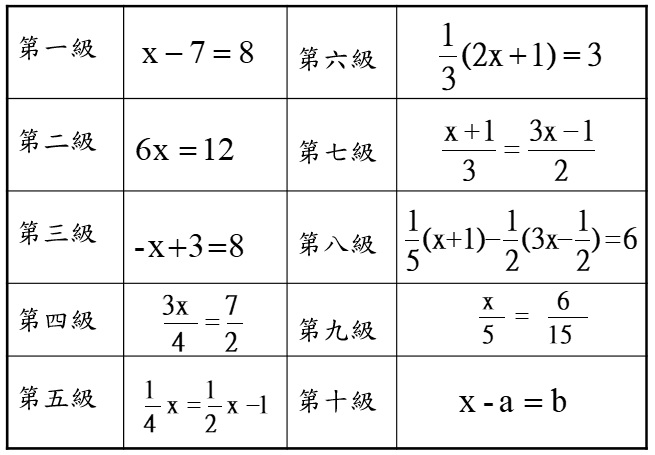 第一級 x − 7 = 8 第六級 1/3(2x + 1) = 3
第二級 6x = 12 第七級 (x + 1)/3 = (3x − 1)/2
第三級 -x+3=8 第八級 1/5(x+1)−1/2(3x−1/2)=6
第四級 3x/4 = 7/2 第九級 x/5 = 6/15
第五級 1/4 x = 1/2 x −1 第十級 x - a = b